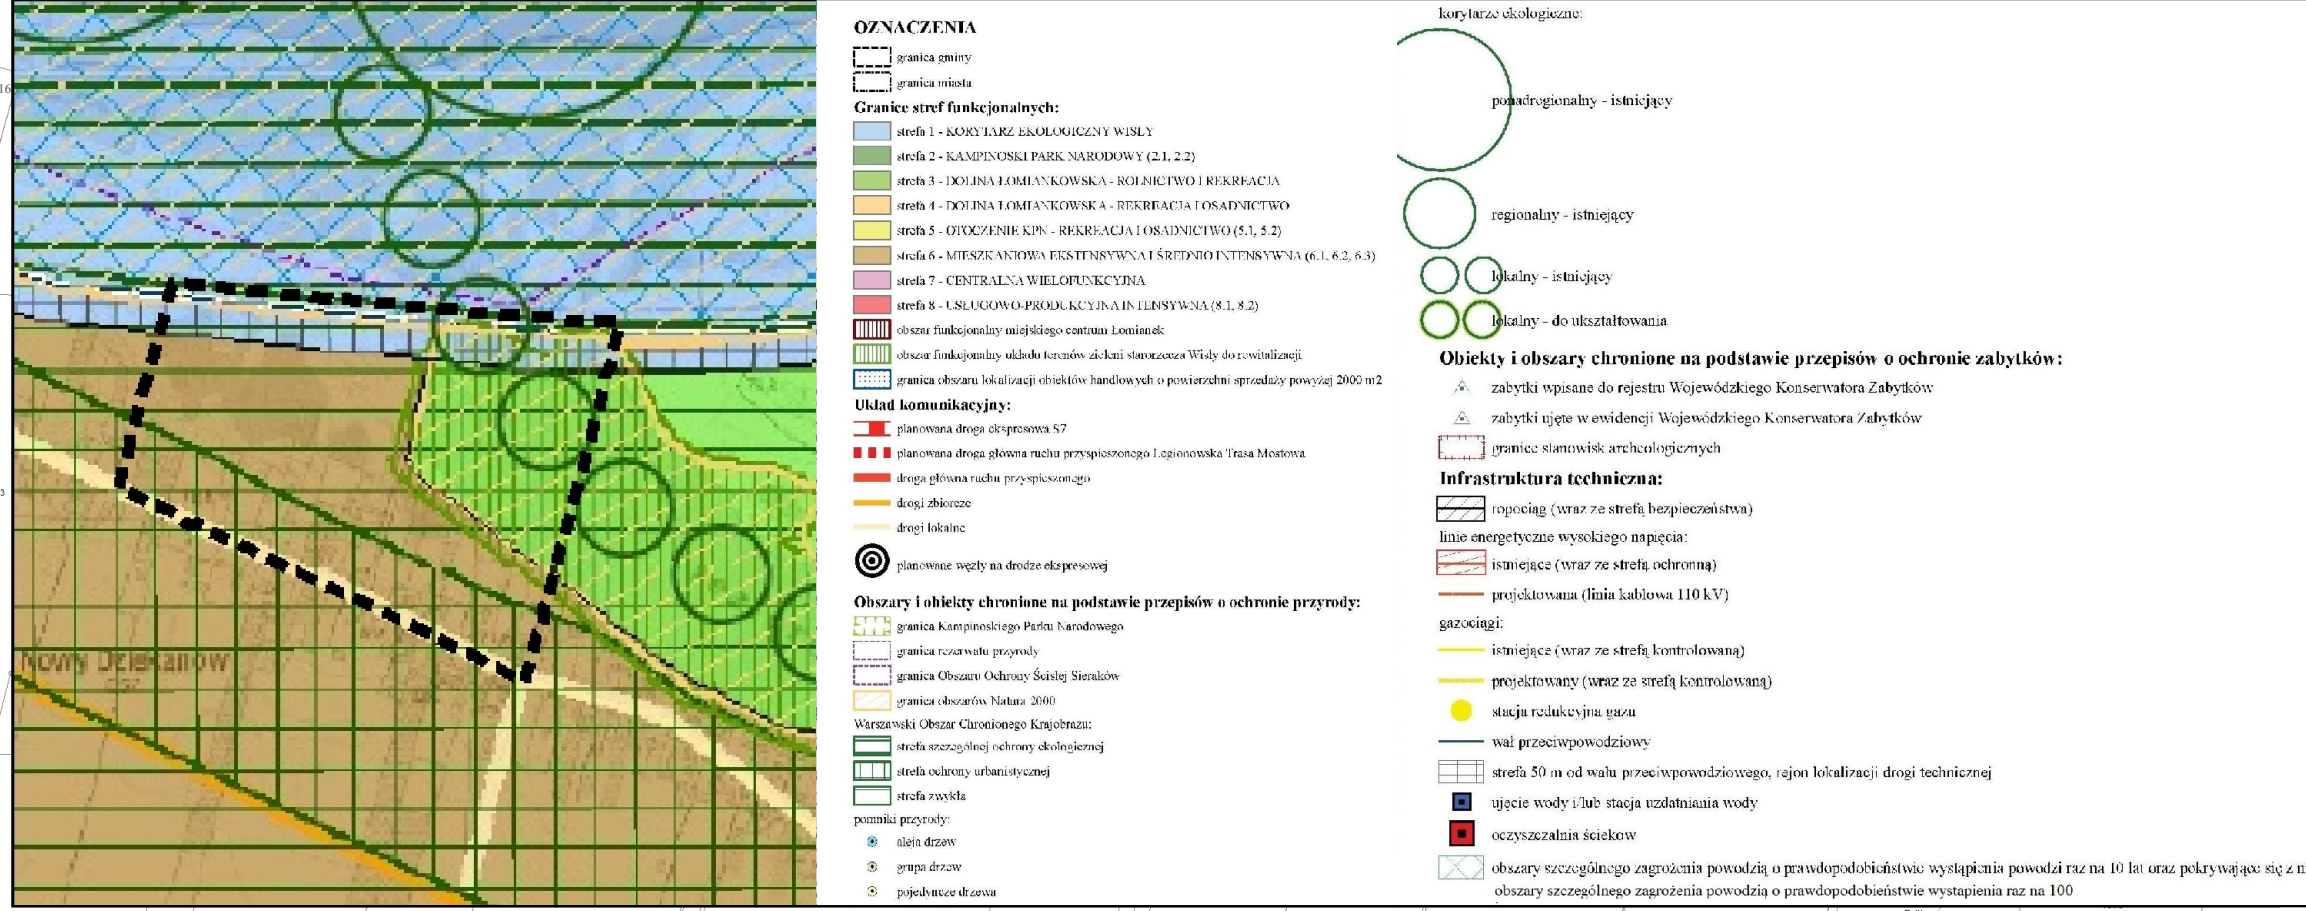 16
3
Nowy Dziekanów
OZNACZENIA
granica gminy
granica miasta
Granice stref funkcjonalnych:
strefa 1 - KORYTARZ EKOLOGICZNY WISŁY
strefa 2 - KAMPINOSKI PARK NARODOWY (2.1, 2.2)
strefa 3 - DOLINA ŁOMIANKOWSKA - ROLNICTWO I REKREACJA
strefa 4 - DOLINA ŁOMIANKOWSKA - REKREACJA I OSADNICTWO
strefa 5 - OTOCZENIE KPN - REKREACJA I OSADNICTWO (5.1, 5.2)
strefa 6 - MIESZKANIOWA EKSTENSYWNA I ŚREDNIO INTENSYWNA (6.1, 6.2, 6.3)
strefa 7 - CENTRALNA WIELOFUNKCYJNA
strefa 8 - USŁUGOWO-PRODUKCYJNA INTENSYWNA (8.1, 8.2)
obszar funkcjonalny miejskiego centrum Łomianek
obszar funkcjonalny układu terenów zieleni starorzecza Wisły do rewitalizacji
granica obszaru lokalizacji obiektów handlowych o powierzchni sprzedaży powyżej 2000 m2
Układ komunikacyjny:
planowana droga ekspresowa S7
planowana droga główna ruchu przyspieszonego Legionowska Trasa Mostowa
droga główna ruchu przyspieszonego
drogi zbiorcze
drogi lokalne
planowane węzły na drodze ekspresowej
Obszary i obiekty chronione na podstawie przepisów o ochronie przyrody:
granica Kampinoskiego Parku Narodowego
granica rezerwatu przyrody
granica Obszaru Ochrony Ścisłej Sieraków
granica obszarów Natura 2000
Warszawski Obszar Chronionego Krajobrazu:
strefa szczególnej ochrony ekologicznej
strefa ochrony urbanistycznej
strefa zwykła
pomniki przyrody:
aleja drzew
grupa drzew
pojedyncze drzewa
korytarze ekologiczne:
ponadregionalny - istniejący
regionalny - istniejący
lokalny - istniejący
lokalny - do ukształtowania
Obiekty i obszary chronione na podstawie przepisów o ochronie zabytków:
zabytki wpisane do rejestru Wojewódzkiego Konserwatora Zabytków
zabytki ujęte w ewidencji Wojewódzkiego Konserwatora Zabytków
granice stanowisk archeologicznych
Infrastruktura techniczna:
ropociąg (wraz ze strefą bezpieczeństwa)
linie energetyczne wysokiego napięcia:
istniejące (wraz ze strefą ochronną)
projektowana (linia kablowa 110 kV)
gazociągi:
istniejące (wraz ze strefą kontrolowaną)
projektowany (wraz ze strefą kontrolowaną)
stacja redukcyjna gazu
wał przeciwpowodziowy
strefa 50 m od wału przeciwpowodziowego, rejon lokalizacji drogi technicznej
ujęcie wody i/lub stacja uzdatniania wody
oczyszczalnia ściekow
obszary szczególnego zagrożenia powodzią o prawdopodobieństwie wystąpienia powodzi raz na 10 lat oraz pokrywające się z
obszary szczególnego zagrożenia powodzią o prawdopodobieństwie wystąpienia raz na 100